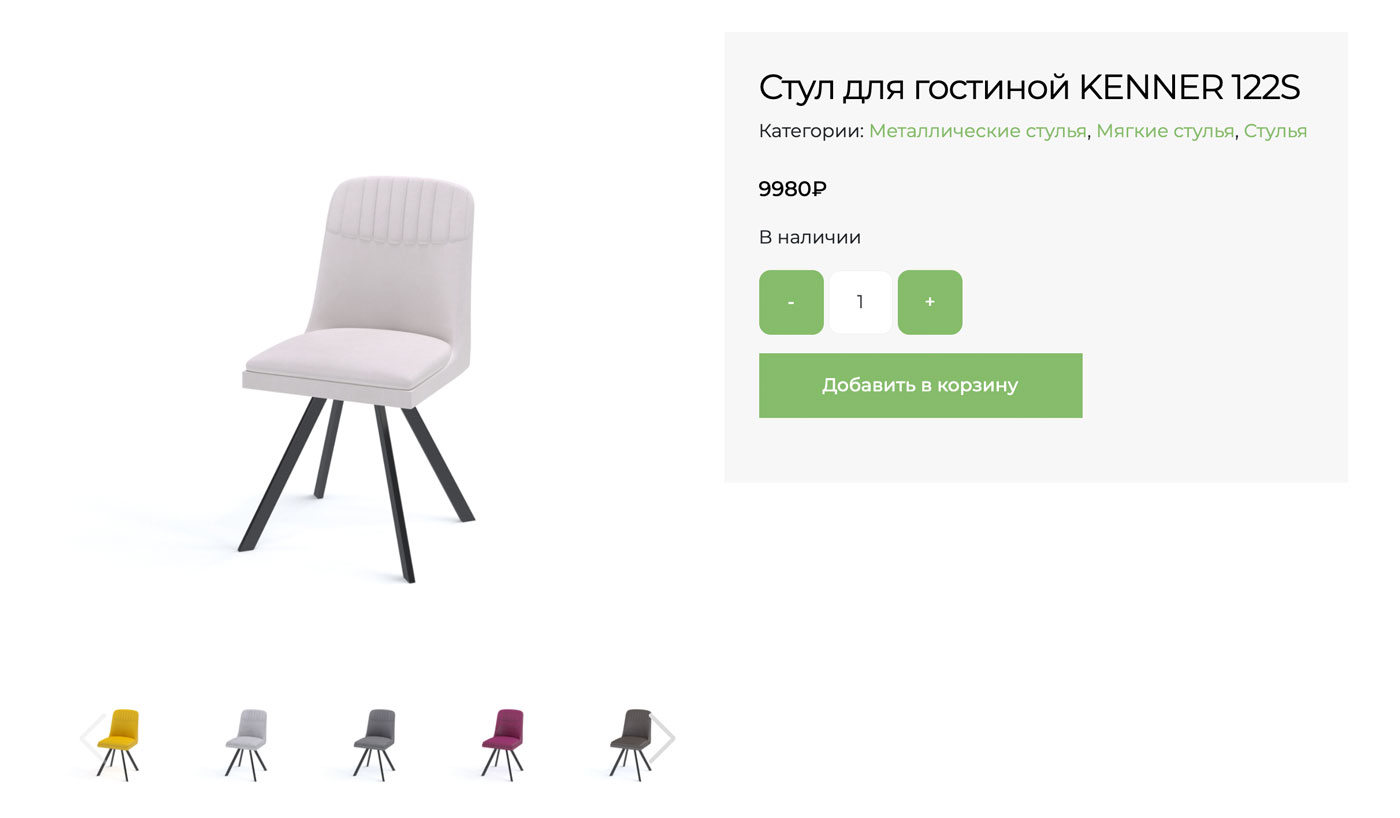 Стул для гостиной KENNER 122S
Категории: Металлические стулья, Мягкие стулья, Стулья
9980₽
В наличии
- 1 +
Добавить в корзину